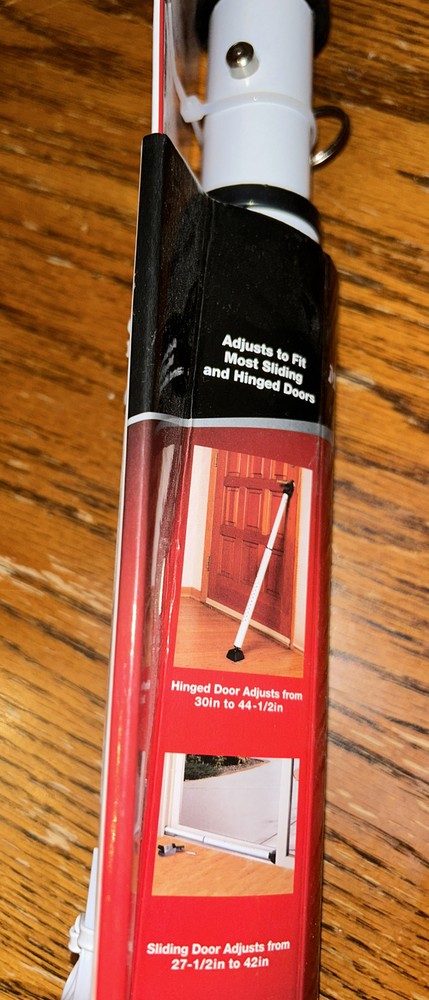 Adjusts to Fit
Most Sliding
and Hinged Doors
Hinged Door Adjusts from
30in to 44-1/2in
Sliding Door Adjusts from
27-1/2in to 42in